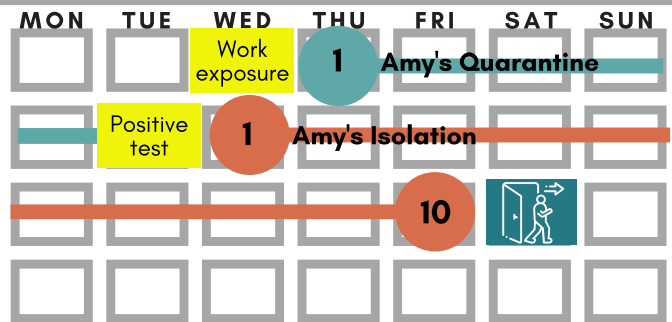 MON TUE WED THU FRI SAT SUN
Work
exposure
1
Amy's Quarantine
Positive
test
1
Amy's Isolation
10